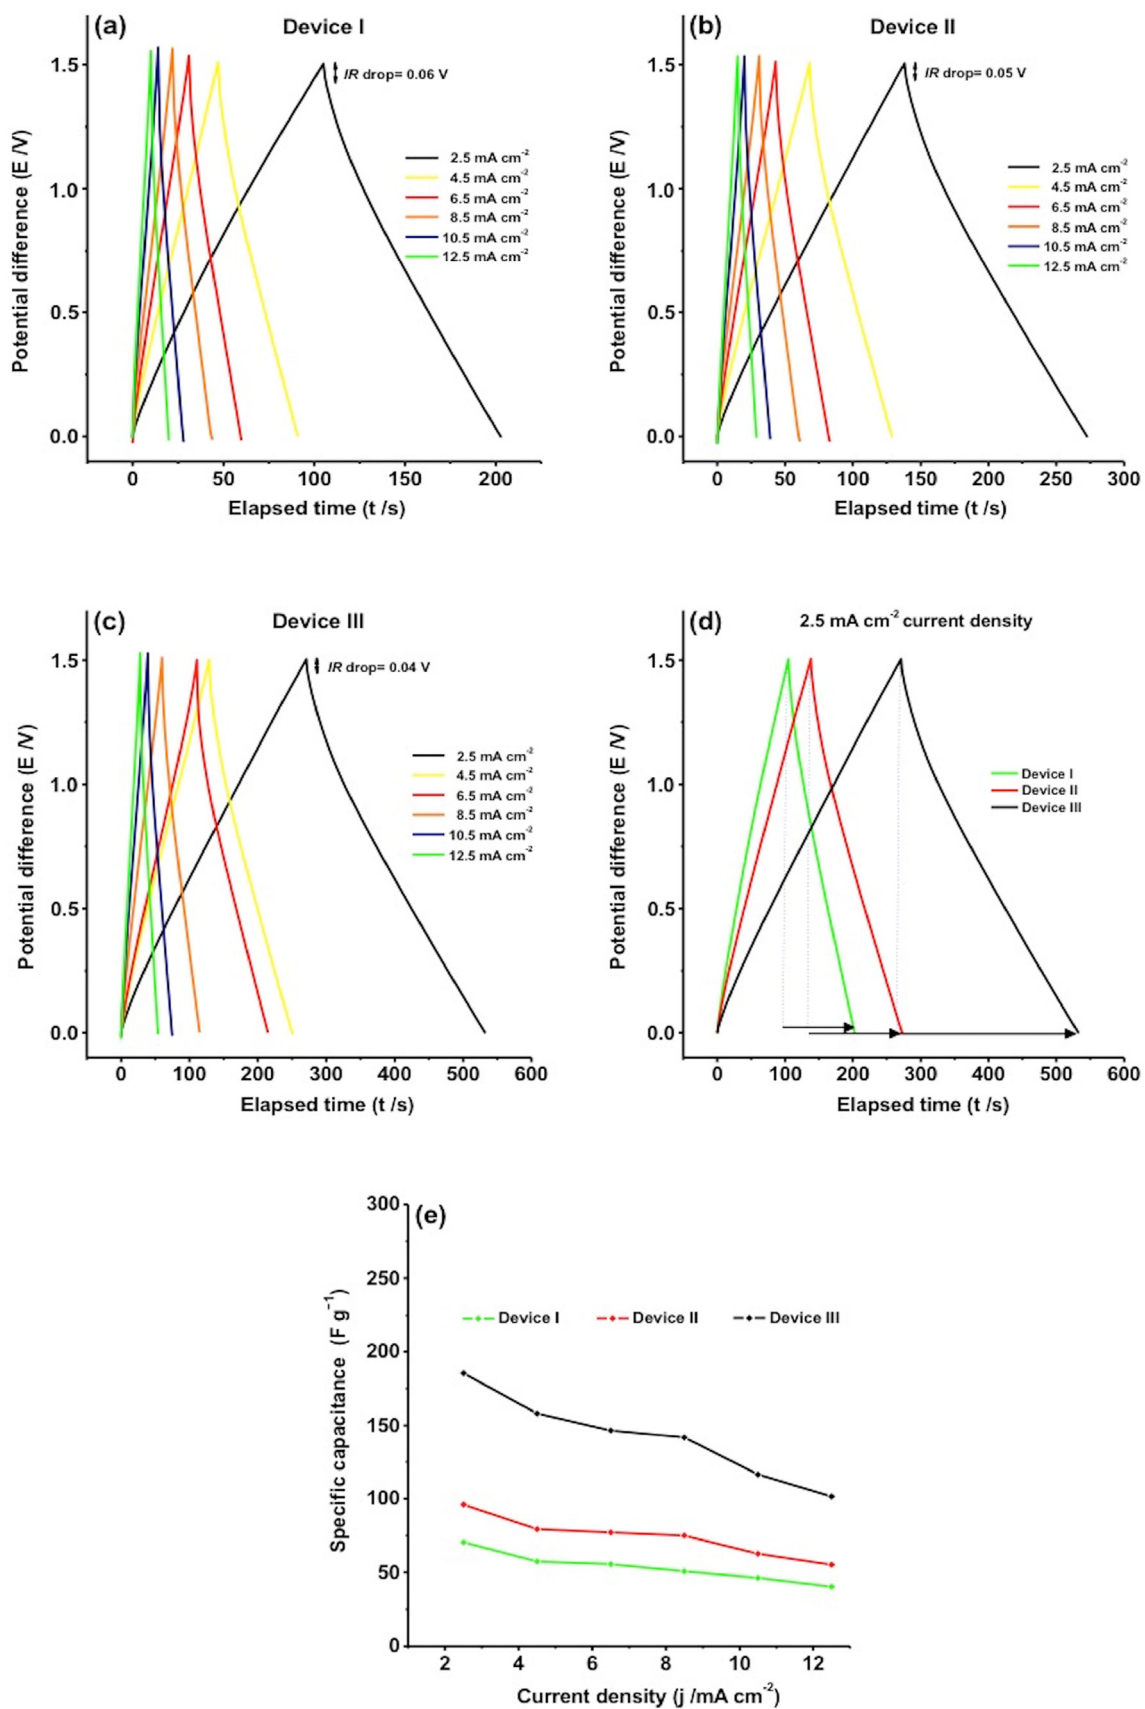 (a)
Device I
Potential difference (E /V)
1.5
1.0
0.5
0.0
IR drop= 0.06 V
2.5 mA cm⁻²
4.5 mA cm⁻²
6.5 mA cm⁻²
8.5 mA cm⁻²
10.5 mA cm⁻²
12.5 mA cm⁻²
0 50 100 150 200
Elapsed time (t /s)
(b)
Device II
Potential difference (E /V)
1.5
1.0
0.5
0.0
IR drop= 0.05 V
2.5 mA cm⁻²
4.5 mA cm⁻²
6.5 mA cm⁻²
8.5 mA cm⁻²
10.5 mA cm⁻²
12.5 mA cm⁻²
0 50 100 150 200 250 300
Elapsed time (t /s)
(c)
Device III
Potential difference (E /V)
1.5
1.0
0.5
0.0
IR drop= 0.04 V
2.5 mA cm⁻²
4.5 mA cm⁻²
6.5 mA cm⁻²
8.5 mA cm⁻²
10.5 mA cm⁻²
12.5 mA cm⁻²
0 100 200 300 400 500 600
Elapsed time (t /s)
(d)
2.5 mA cm⁻² current density
Potential difference (E /V)
1.5
1.0
0.5
0.0
Device I
Device II
Device III
0 100 200 300 400 500 600
Elapsed time (t /s)
(e)
Specific capacitance (F g⁻¹)
300
250
200
150
100
50
0
Device I Device II Device III
2 4 6 8 10 12
Current density (j /mA cm⁻²)